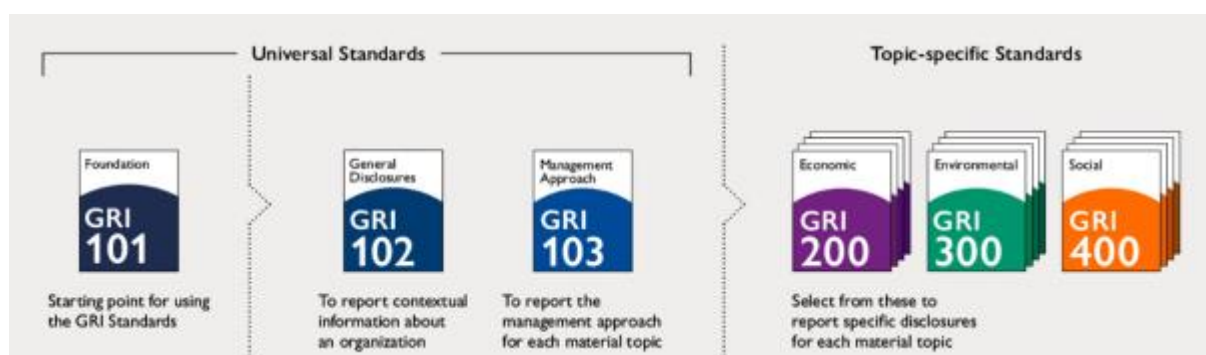 Universal Standards
Topic-specific Standards
Foundation
GRI
101
General
Disclosures
GRI
102
Management
Approach
GRI
103
Economic
GRI
200
Environmental
GRI
300
Social
GRI
400
Starting point for using
the GRI Standards
To report contextual
information about
an organization
To report the
management approach
for each material topic
Select from these to
report specific disclosures
for each material topic